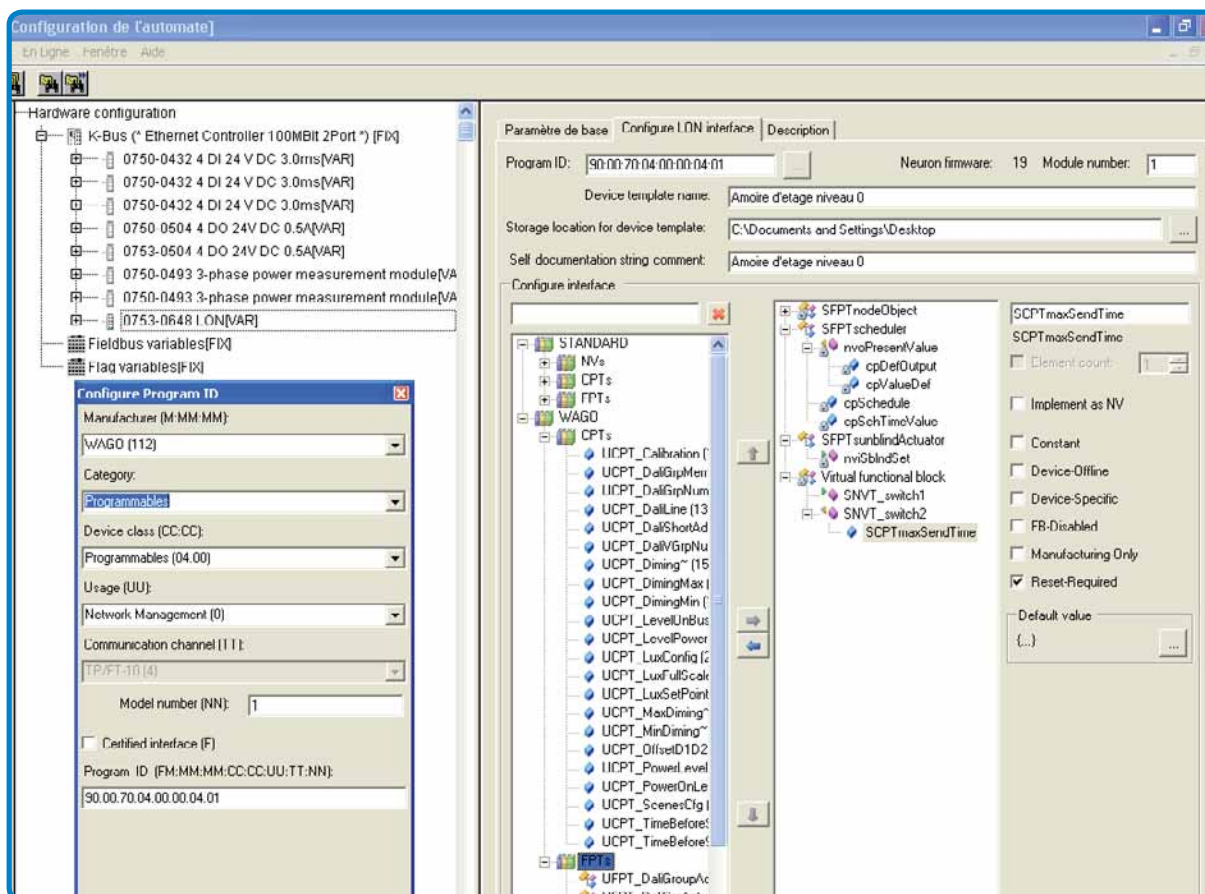 Configuration de l'automate]
En Ligne Fenêtre Aide
Hardware configuration
K-Bus (* Ethernet Controller 100MBit 2Port *) [FIX]
0750-0432 4 DI 24 V DC 3.0ms[VAR]
0750-0432 4 DI 24 V DC 3.0ms[VAR]
0750-0432 4 DI 24 V DC 3.0ms[VAR]
0750-0504 4 DO 24V DC 0.5A[VAR]
0753-0504 4 DO 24V DC 0.5A[VAR]
0750-0493 3-phase power measurement module[VA
0750-0493 3-phase power measurement module[VA
0753-0648 LON[VAR]
Fieldbus variables[FIX]
Flag variables[FIX]
Configure Program ID
Manufacturer (M:MM:MM):
WAGO (112)
Category:
Programmables
Device class (CC:CC):
Programmables (04.00)
Usage (UU):
Network Management (0)
Communication channel (TT):
TP/FT-10 (4)
Model number (NN): 1
Certified interface (F)
Program ID (FM:MM:MM:CC:CC:UU:TT:NN):
90.00.70.04.00.00.04.01
Paramètre de base Configure LON interface Description
Program ID: 90:00:70:04:00:00:04:01 ... Neuron firmware: 19 Module number: 1
Device template name: Amoire d'etage niveau 0
Storage location for device template: C:\Documents and Settings\Desktop ...
Self documentation string comment: Amoire d'etage niveau 0
Configure interface
STANDARD
NVs
CPTs
FPTs
WAGO
CPTs
UCPT_Calibration (
UCPT_DaliGrpMem
UCPT_DaliGrpNum
UCPT_DaliLine (13
UCPT_DaliShortAd
UCPT_DaliVGrpNu
UCPT_Diming~ (15
UCPT_DimingMax (
UCPT_DimingMin (
UCPT_LevelOnBus
UCPT_LevelPower
UCPT_LuxConfig (2
UCPT_LuxFullScale
UCPT_LuxSetPoint
UCPT_MaxDiming~
UCPT_MinDiming~
UCPT_OffsetD1D2
UCPT_PowerLevel
UCPT_PowerOnLe
UCPT_ScenesCfg (
UCPT_TimeBeforeS
UCPT_TimeBeforeS
FPTs
UFPT_DaliGroupAc
SFPTnodeObject
SFPTscheduler
nvoPresentValue
cpDefOutput
cpValueDef
cpSchedule
cpSchTimeValue
SFPTsunblindActuator
nviSblndSet
Virtual functional block
SNVT_switch1
SNVT_switch2
SCPTmaxSendTime
SCPTmaxSendTime
SCPTmaxSendTime
Element count: 1
Implement as NV
Constant
Device-Offline
Device-Specific
FB-Disabled
Manufacturing Only
Reset-Required
Default value
{...} ...